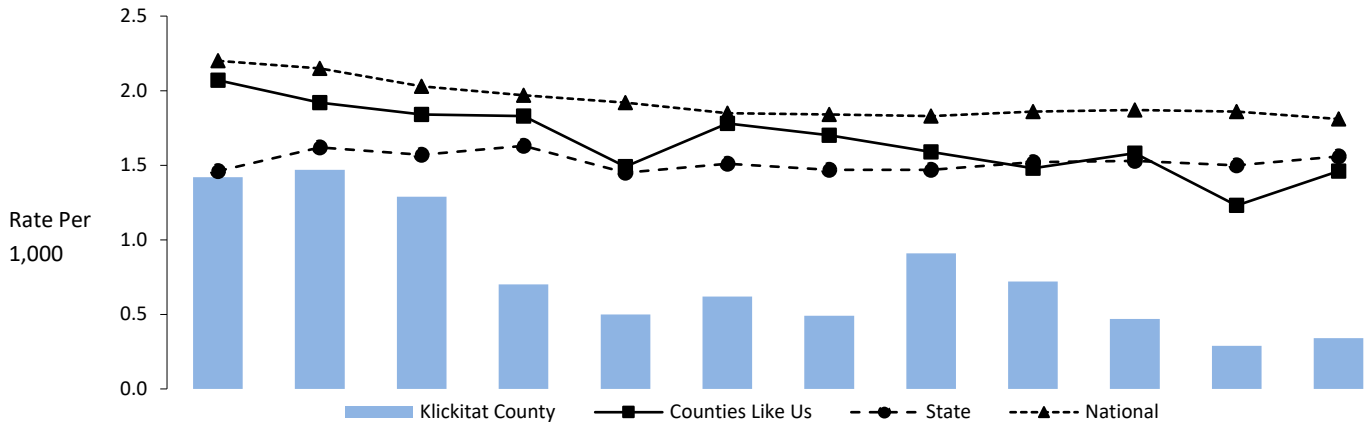 2.5
2.0
1.5
Rate Per
1,000
1.0
0.5
0.0
Klickitat County
Counties Like Us
State
National